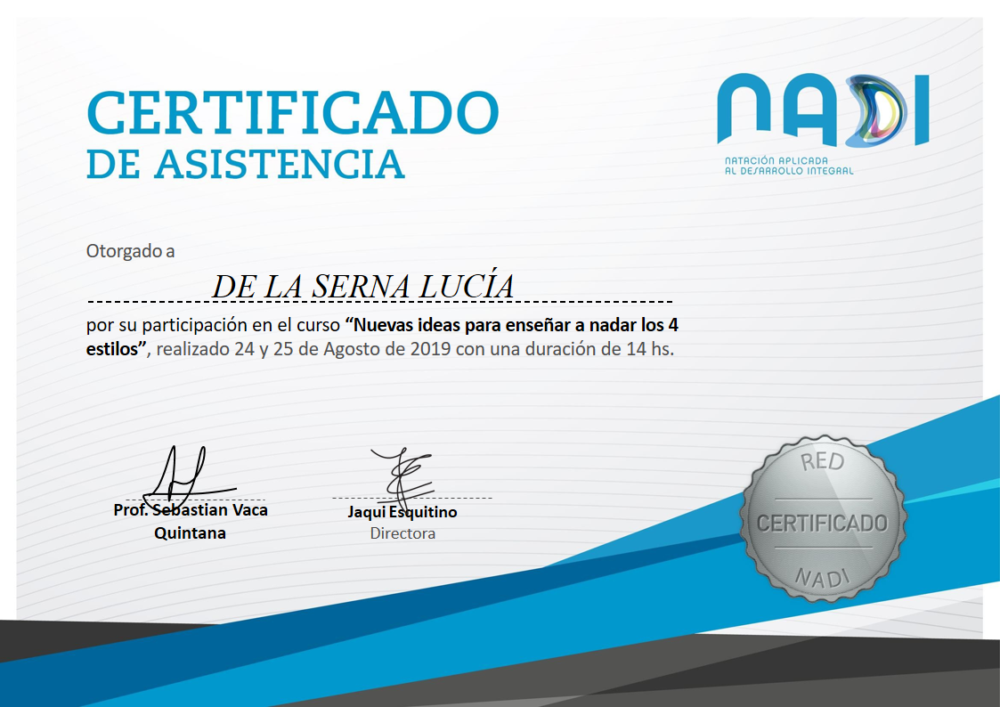 CERTIFICADO
DE ASISTENCIA
NADI
NATACIÓN APLICADA
AL DESARROLLO INTEGRAL
Otorgado a
DE LA SERNA LUCÍA
por su participación en el curso “Nuevas ideas para enseñar a nadar los 4
estilos”, realizado 24 y 25 de Agosto de 2019 con una duración de 14 hs.
Prof. Sebastian Vaca
Quintana
Jaqui Esquitino
Directora
RED
CERTIFICADO
NADI